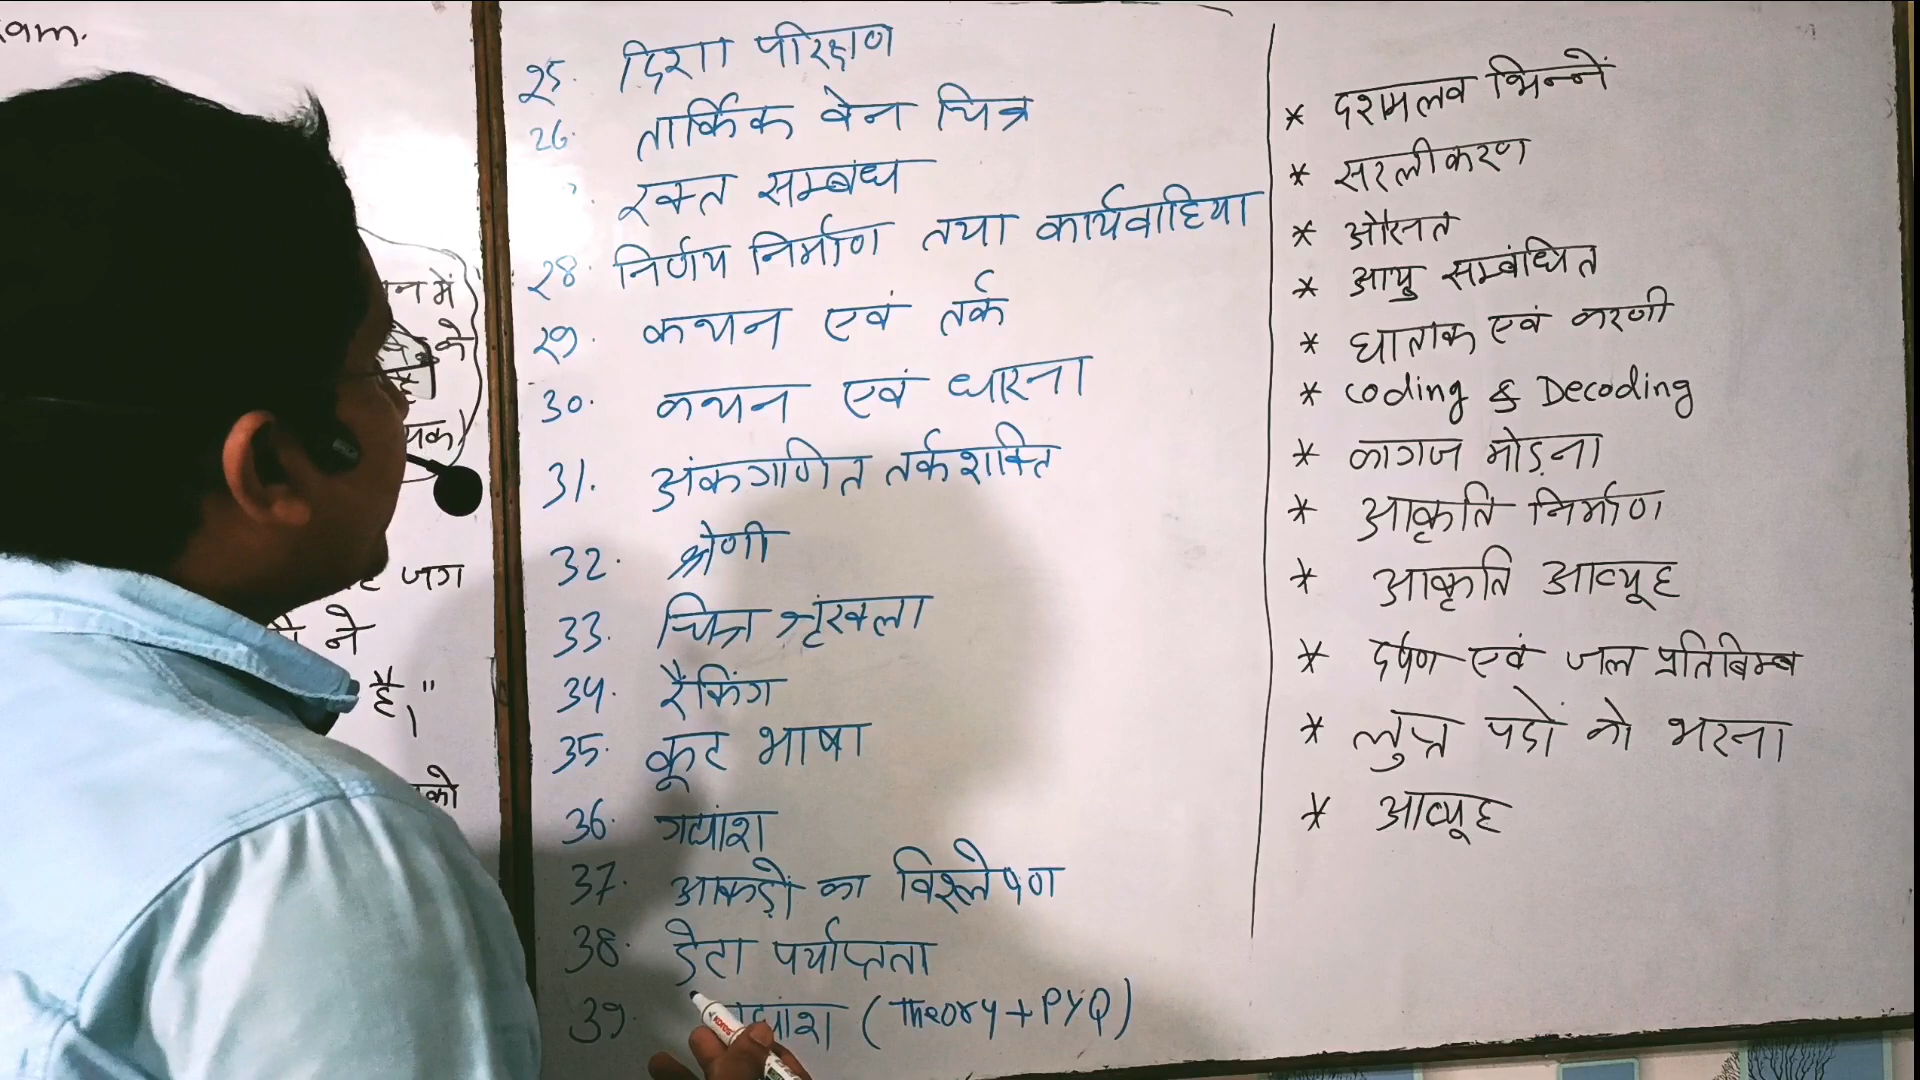 am.
न में
के
है
यक)
जग
ने
है,"
को
25. दिशा परिक्षण
26. तार्किक वेन चित्र
रक्त सम्बंध
28. निर्णय निर्माण तथा कार्यवाहिया
29. कथन एवं तर्क
30. कथन एवं धारना
31. अंकगणित तर्कशक्ति
32. श्रेणी
33. चित्र श्रृंखला
34. रैंकिंग
35. कूट भाषा
36. गद्यांश
37. आकड़ो का विश्लेषण
38. डेटा पर्याप्तता
39. द्यांश (Theory + PYQ)
* दशमलव भिन्नें
* सरलीकरण
* औसत
* आयु सम्बंधित
* घातांक एवं करणी
* Coding & Decoding
* कागज मोड़ना
* आकृति निर्माण
* आकृति आव्यूह
* दर्पण एवं जल प्रतिबिम्ब
* लुप्त पदों को भरना
* आव्यूह